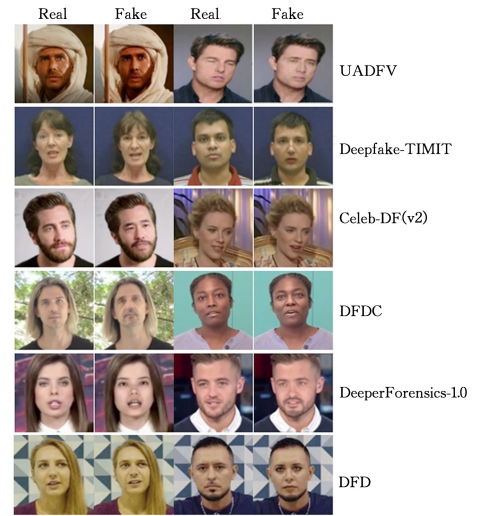 Real Fake Real Fake
UADFV
Deepfake-TIMIT
Celeb-DF(v2)
DFDC
DeeperForensics-1.0
DFD